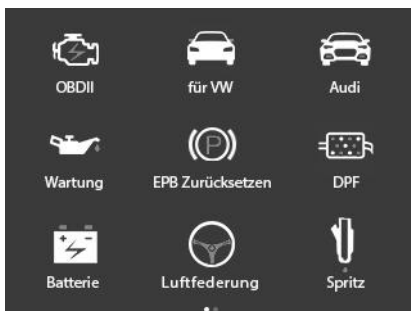 OBDII
für VW
Audi
Wartung
EPB Zurücksetzen
DPF
Batterie
Luftfederung
Spritz